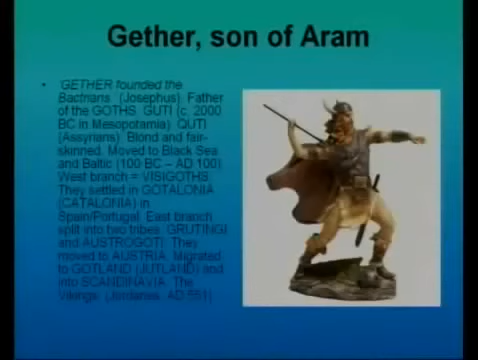 Gether, son of Aram
• 'GETHER founded the
Bactrians. (Josephus). Father
of the GOTHS. GUTI (c. 2000
BC in Mesopotamia). QUTI
(Assyrians). Blond and fair-
skinned. Moved to Black Sea
and Baltic (100 BC – AD 100)
West branch = VISIGOTHS.
They settled in GOTALONIA
(CATALONIA) in
Spain/Portugal. East branch
split into two tribes: GRUTINGI
and AUSTROGOTI. They
moved to AUSTRIA. Migrated
to GOTLAND (JUTLAND) and
into SCANDINAVIA. The
Vikings. (Jordanes, AD 551)